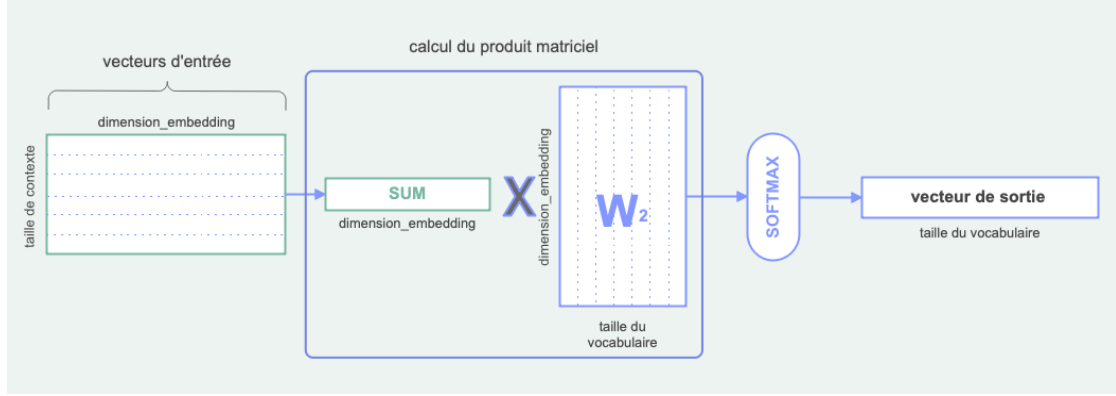 calcul du produit matriciel
vecteurs d'entrée
dimension_embedding
taille de contexte
SUM
dimension_embedding
X
dimension_embedding
W2
taille du
vocabulaire
SOFTMAX
vecteur de sortie
taille du vocabulaire